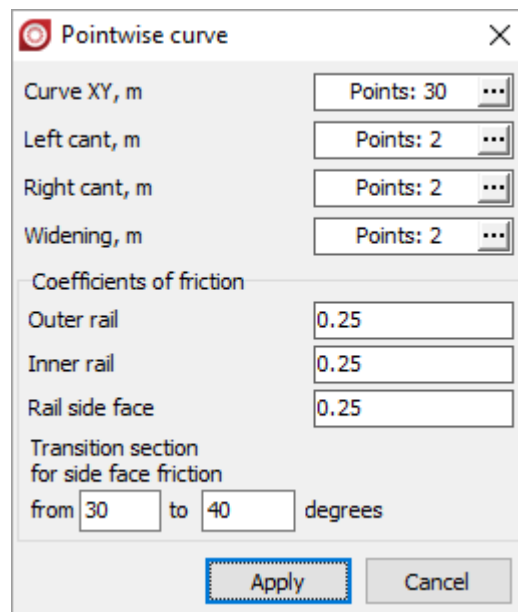 Pointwise curve
Curve XY, m Points: 30 ...
Left cant, m Points: 2 ...
Right cant, m Points: 2 ...
Widening, m Points: 2 ...
Coefficients of friction
Outer rail 0.25
Inner rail 0.25
Rail side face 0.25
Transition section
for side face friction
from 30 to 40 degrees
Apply Cancel